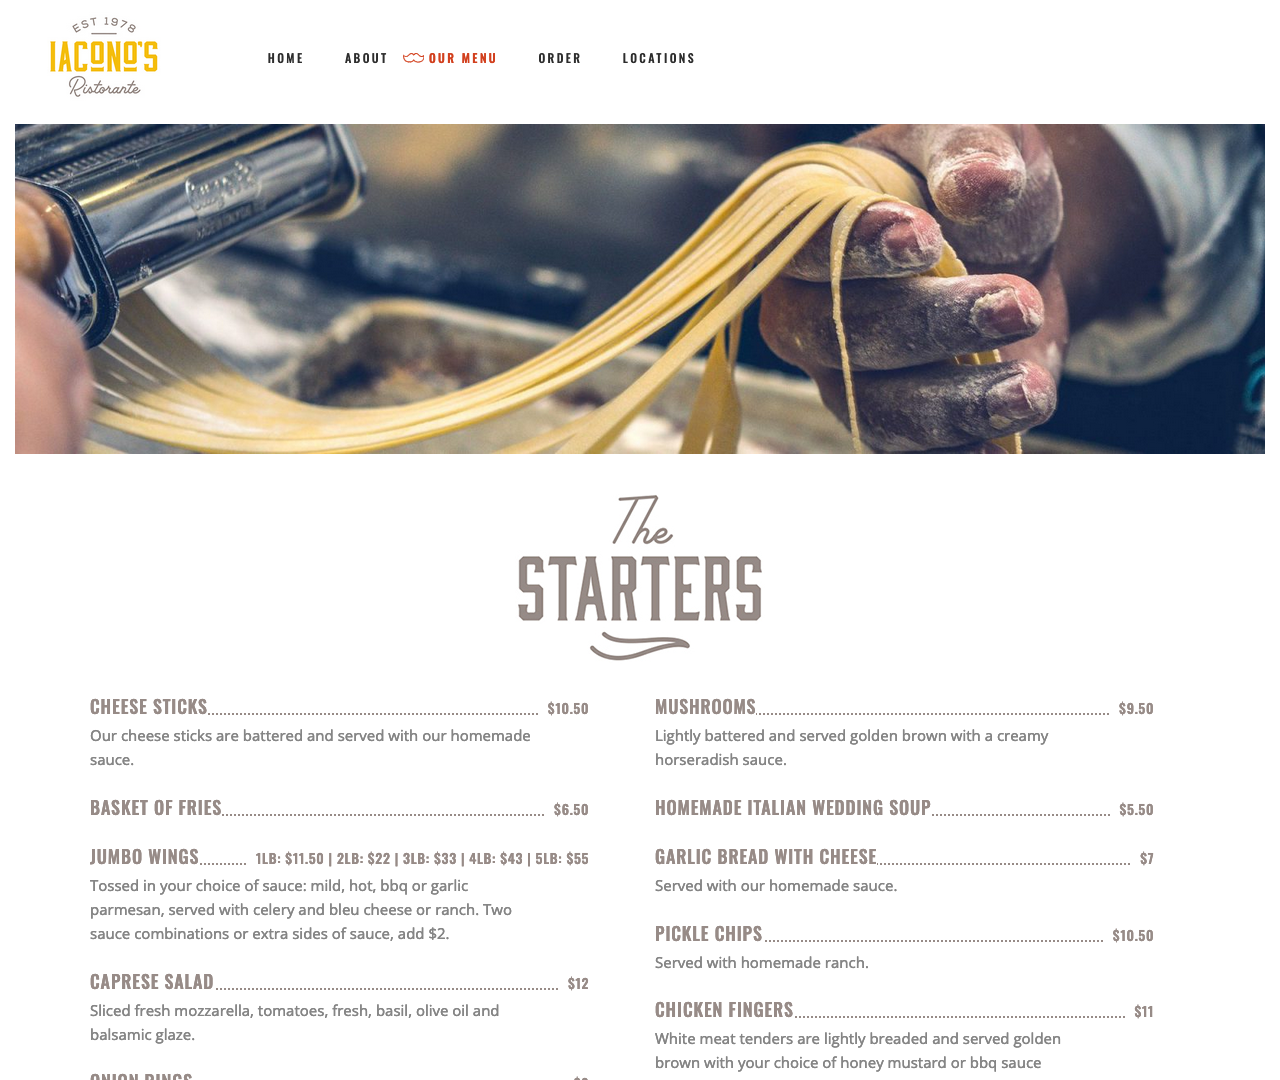 EST 1978
IACONO'S
Ristorante
HOME
ABOUT
OUR MENU
ORDER
LOCATIONS
The
STARTERS
CHEESE STICKS $10.50
Our cheese sticks are battered and served with our homemade
sauce.
BASKET OF FRIES $6.50
JUMBO WINGS 1LB: $11.50 | 2LB: $22 | 3LB: $33 | 4LB: $43 | 5LB: $55
Tossed in your choice of sauce: mild, hot, bbq or garlic
parmesan, served with celery and bleu cheese or ranch. Two
sauce combinations or extra sides of sauce, add $2.
CAPRESE SALAD $12
Sliced fresh mozzarella, tomatoes, fresh, basil, olive oil and
balsamic glaze.
ONION RINGS
MUSHROOMS $9.50
Lightly battered and served golden brown with a creamy
horseradish sauce.
HOMEMADE ITALIAN WEDDING SOUP $5.50
GARLIC BREAD WITH CHEESE $7
Served with our homemade sauce.
PICKLE CHIPS $10.50
Served with homemade ranch.
CHICKEN FINGERS $11
White meat tenders are lightly breaded and served golden
brown with your choice of honey mustard or bbq sauce